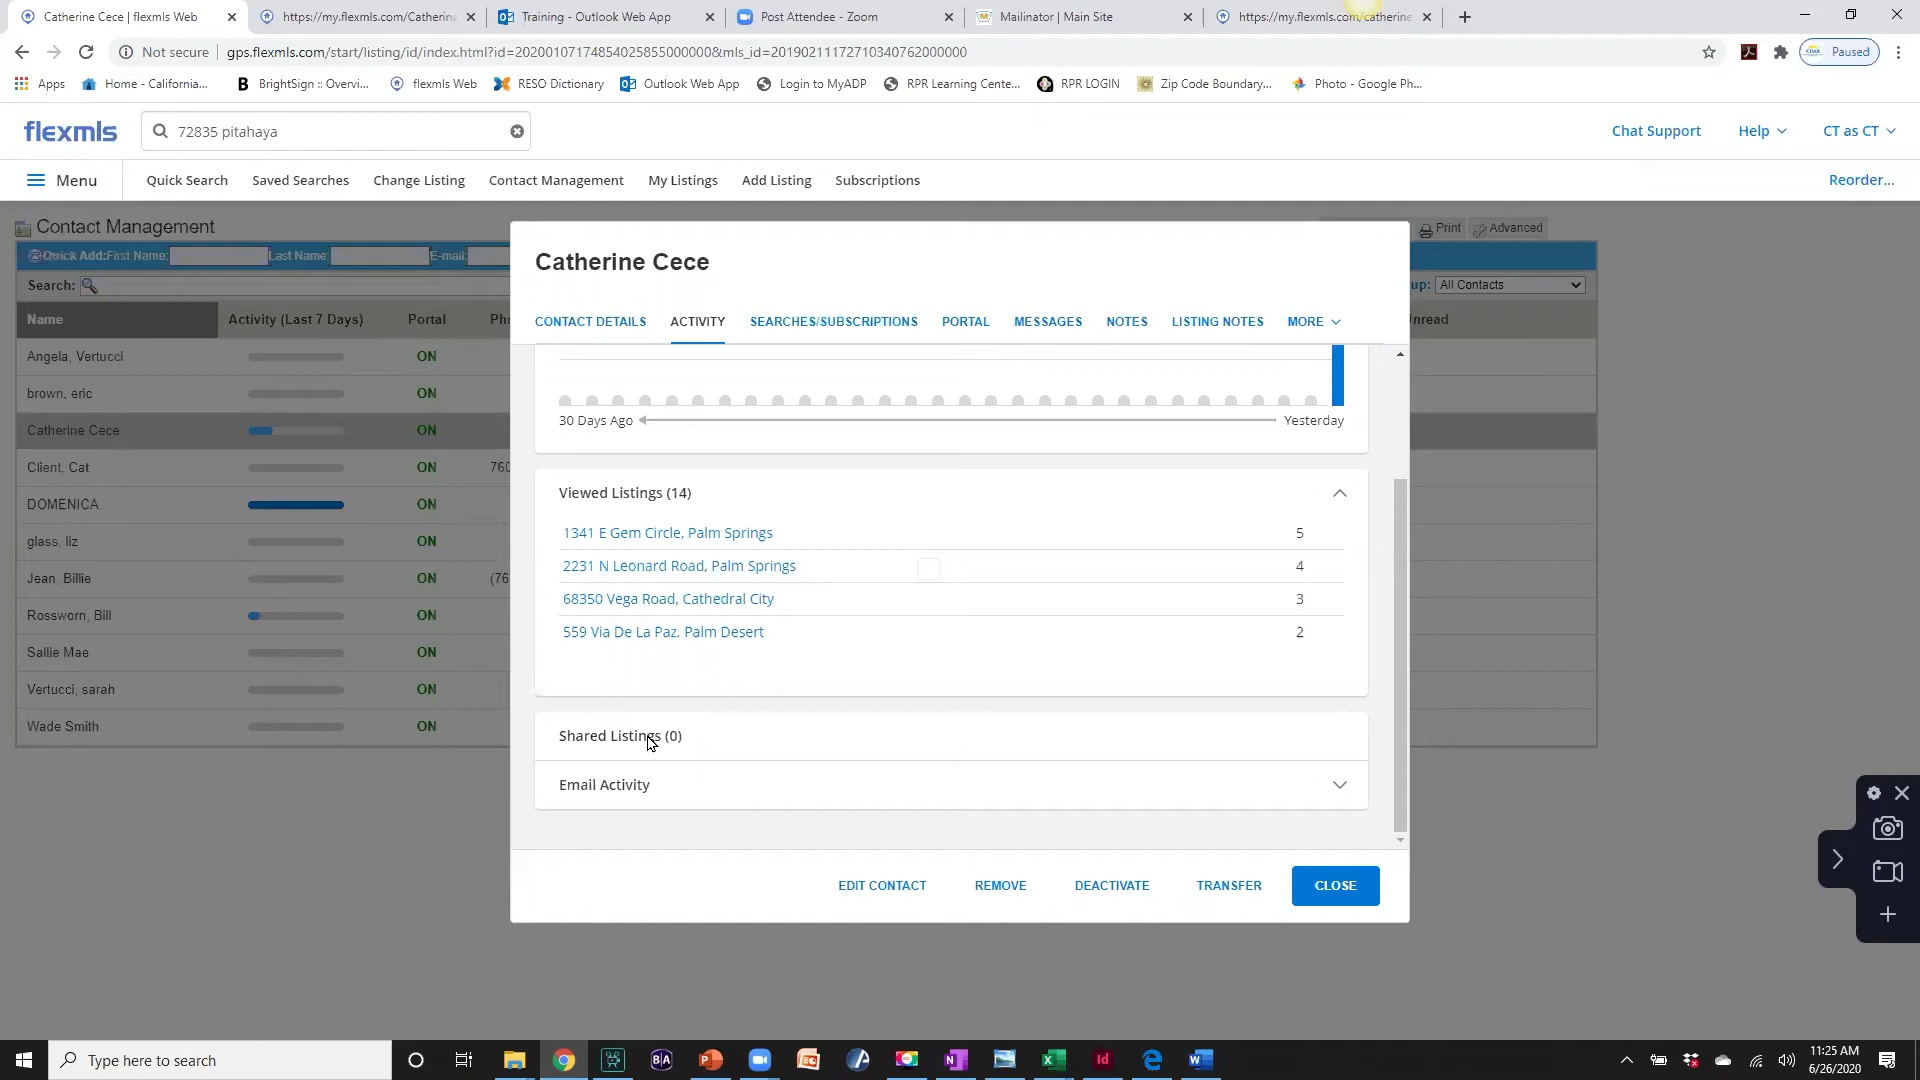 Catherine Cece | flexmls Web
https://my.flexmls.com/Catherin
Training - Outlook Web App
Post Attendee - Zoom
Mailinator | Main Site
https://my.flexmls.com/catherine
Not secure
gps.flexmls.com/start/listing/id/index.html?id=20200107174854025855000000&mls_id=20190211172710340762000000
Paused
Apps
Home - California...
BrightSign :: Overvi...
flexmls Web
RESO Dictionary
Outlook Web App
Login to MyADP
RPR Learning Cente...
RPR LOGIN
Zip Code Boundary...
Photo - Google Ph...
flexmls
72835 pitahaya
Chat Support
Help
CT as CT
Menu
Quick Search
Saved Searches
Change Listing
Contact Management
My Listings
Add Listing
Subscriptions
Reorder...
Contact Management
Print
Advanced
Quick Add:First Name:
Last Name:
E-mail:
Search:
up: All Contacts
Name
Activity (Last 7 Days)
Portal
Pho
Inread
Angela, Vertucci ON
brown, eric ON
Catherine Cece ON
Client, Cat ON 760
DOMENICA ON
glass, liz ON
Jean, Billie ON (76
Rossworn, Bill ON
Sallie Mae ON
Vertucci, sarah ON
Wade Smith ON
Catherine Cece
CONTACT DETAILS
ACTIVITY
SEARCHES/SUBSCRIPTIONS
PORTAL
MESSAGES
NOTES
LISTING NOTES
MORE
30 Days Ago
Yesterday
Viewed Listings (14)
1341 E Gem Circle, Palm Springs 5
2231 N Leonard Road, Palm Springs 4
68350 Vega Road, Cathedral City 3
559 Via De La Paz, Palm Desert 2
Shared Listings (0)
Email Activity
EDIT CONTACT
REMOVE
DEACTIVATE
TRANSFER
CLOSE
Type here to search
BA
Id
11:25 AM
6/26/2020